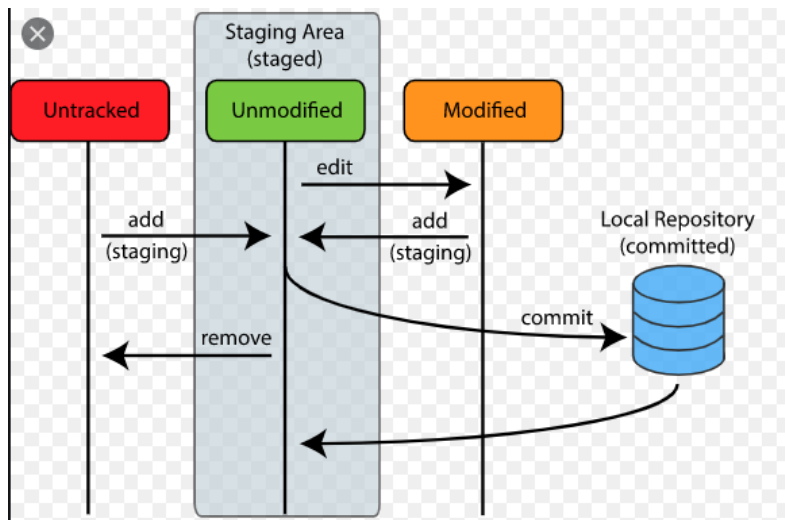 Staging Area
(staged)
Untracked
Unmodified
Modified
edit
add
(staging)
add
(staging)
Local Repository
(committed)
commit
remove